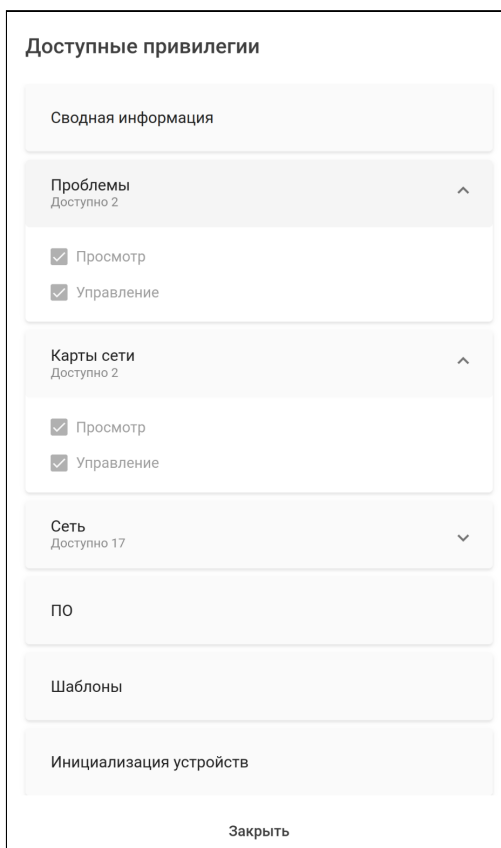 Доступные привилегии
Сводная информация
Проблемы
Доступно 2
Просмотр
Управление
Карты сети
Доступно 2
Просмотр
Управление
Сеть
Доступно 17
ПО
Шаблоны
Инициализация устройств
Закрыть